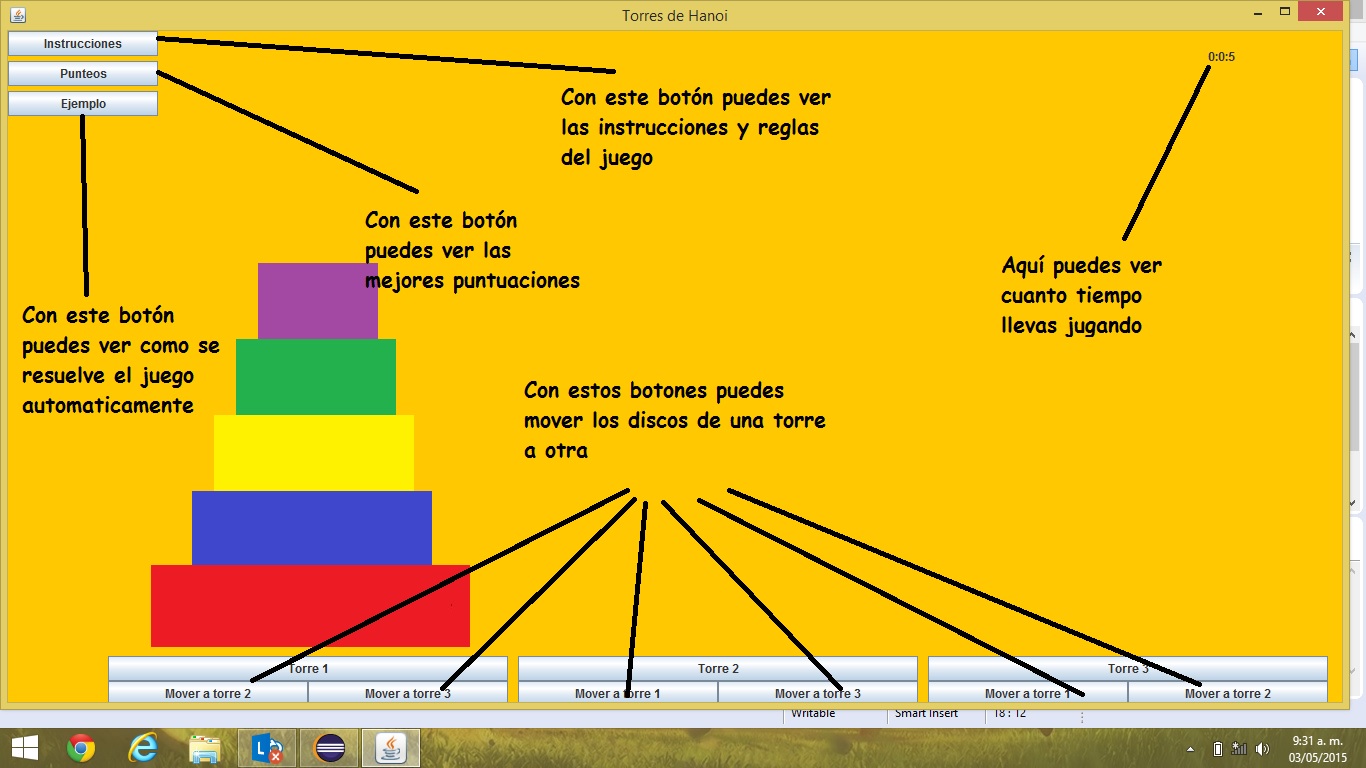 Torres de Hanoi
Instrucciones
Punteos
Ejemplo
0:0:5
Con este botón puedes ver
las instrucciones y reglas
del juego
Con este botón
puedes ver las
mejores puntuaciones
Aquí puedes ver
cuanto tiempo
llevas jugando
Con este botón
puedes ver como se
resuelve el juego
automaticamente
Con estos botones puedes
mover los discos de una torre
a otra
Torre 1
Torre 2
Torre 3
Mover a torre 2
Mover a torre 3
Mover a torre 1
Mover a torre 3
Mover a torre 1
Mover a torre 2
Writable
Smart Insert
18 : 12
9:31 a. m.
03/05/2015